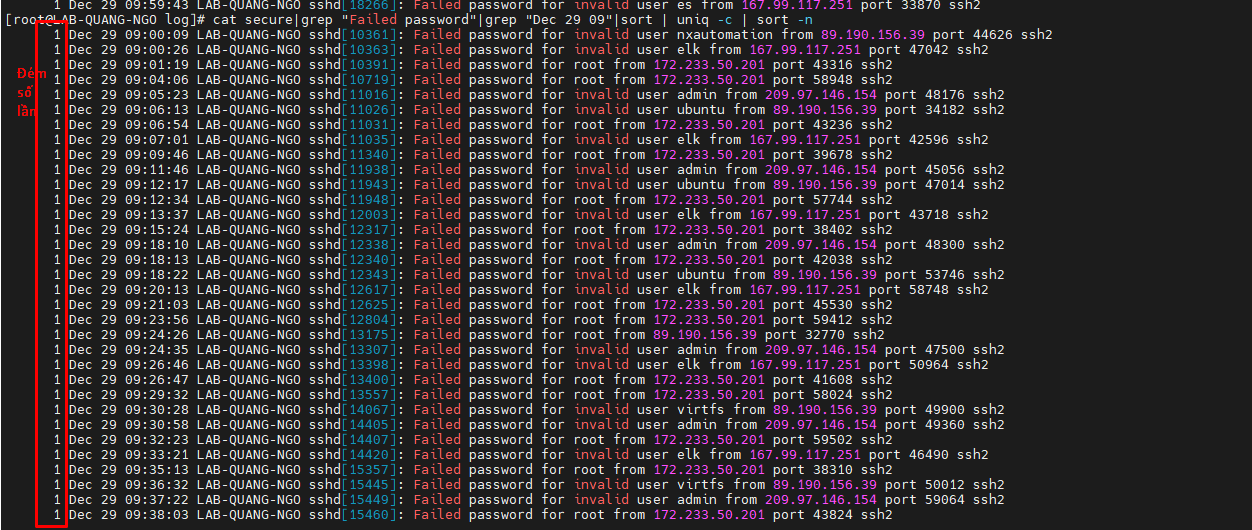 1 Dec 29 09:59:43 LAB-QUANG-NGO sshd[18266]: Failed password for invalid user es from 167.99.117.251 port 33870 ssh2
[root@LAB-QUANG-NGO log]# cat secure|grep "Failed password"|grep "Dec 29 09"|sort | uniq -c | sort -n
1 Dec 29 09:00:09 LAB-QUANG-NGO sshd[10361]: Failed password for invalid user nxautomation from 89.190.156.39 port 44626 ssh2
1 Dec 29 09:00:26 LAB-QUANG-NGO sshd[10363]: Failed password for invalid user elk from 167.99.117.251 port 47042 ssh2
1 Dec 29 09:01:19 LAB-QUANG-NGO sshd[10391]: Failed password for root from 172.233.50.201 port 43316 ssh2
Đếm
1 Dec 29 09:04:06 LAB-QUANG-NGO sshd[10719]: Failed password for root from 172.233.50.201 port 58948 ssh2
số
1 Dec 29 09:05:23 LAB-QUANG-NGO sshd[11016]: Failed password for invalid user admin from 209.97.146.154 port 48176 ssh2
lần
1 Dec 29 09:06:13 LAB-QUANG-NGO sshd[11026]: Failed password for invalid user ubuntu from 89.190.156.39 port 34182 ssh2
1 Dec 29 09:06:54 LAB-QUANG-NGO sshd[11031]: Failed password for root from 172.233.50.201 port 43236 ssh2
1 Dec 29 09:07:01 LAB-QUANG-NGO sshd[11035]: Failed password for invalid user elk from 167.99.117.251 port 42596 ssh2
1 Dec 29 09:09:46 LAB-QUANG-NGO sshd[11340]: Failed password for root from 172.233.50.201 port 39678 ssh2
1 Dec 29 09:11:46 LAB-QUANG-NGO sshd[11938]: Failed password for invalid user admin from 209.97.146.154 port 45056 ssh2
1 Dec 29 09:12:17 LAB-QUANG-NGO sshd[11943]: Failed password for invalid user ubuntu from 89.190.156.39 port 47014 ssh2
1 Dec 29 09:12:34 LAB-QUANG-NGO sshd[11948]: Failed password for root from 172.233.50.201 port 57744 ssh2
1 Dec 29 09:13:37 LAB-QUANG-NGO sshd[12003]: Failed password for invalid user elk from 167.99.117.251 port 43718 ssh2
1 Dec 29 09:15:24 LAB-QUANG-NGO sshd[12317]: Failed password for root from 172.233.50.201 port 38402 ssh2
1 Dec 29 09:18:10 LAB-QUANG-NGO sshd[12338]: Failed password for invalid user admin from 209.97.146.154 port 48300 ssh2
1 Dec 29 09:18:13 LAB-QUANG-NGO sshd[12340]: Failed password for root from 172.233.50.201 port 42038 ssh2
1 Dec 29 09:18:22 LAB-QUANG-NGO sshd[12343]: Failed password for invalid user ubuntu from 89.190.156.39 port 53746 ssh2
1 Dec 29 09:20:13 LAB-QUANG-NGO sshd[12617]: Failed password for invalid user elk from 167.99.117.251 port 58748 ssh2
1 Dec 29 09:21:03 LAB-QUANG-NGO sshd[12625]: Failed password for root from 172.233.50.201 port 45530 ssh2
1 Dec 29 09:23:56 LAB-QUANG-NGO sshd[12804]: Failed password for root from 172.233.50.201 port 59412 ssh2
1 Dec 29 09:24:26 LAB-QUANG-NGO sshd[13175]: Failed password for root from 89.190.156.39 port 32770 ssh2
1 Dec 29 09:24:35 LAB-QUANG-NGO sshd[13307]: Failed password for invalid user admin from 209.97.146.154 port 47500 ssh2
1 Dec 29 09:26:46 LAB-QUANG-NGO sshd[13398]: Failed password for invalid user elk from 167.99.117.251 port 50964 ssh2
1 Dec 29 09:26:47 LAB-QUANG-NGO sshd[13400]: Failed password for root from 172.233.50.201 port 41608 ssh2
1 Dec 29 09:29:32 LAB-QUANG-NGO sshd[13557]: Failed password for root from 172.233.50.201 port 58024 ssh2
1 Dec 29 09:30:28 LAB-QUANG-NGO sshd[14067]: Failed password for invalid user virtfs from 89.190.156.39 port 49900 ssh2
1 Dec 29 09:30:58 LAB-QUANG-NGO sshd[14405]: Failed password for invalid user admin from 209.97.146.154 port 49360 ssh2
1 Dec 29 09:32:23 LAB-QUANG-NGO sshd[14407]: Failed password for root from 172.233.50.201 port 59502 ssh2
1 Dec 29 09:33:21 LAB-QUANG-NGO sshd[14420]: Failed password for invalid user elk from 167.99.117.251 port 46490 ssh2
1 Dec 29 09:35:13 LAB-QUANG-NGO sshd[15357]: Failed password for root from 172.233.50.201 port 38310 ssh2
1 Dec 29 09:36:32 LAB-QUANG-NGO sshd[15445]: Failed password for invalid user virtfs from 89.190.156.39 port 50012 ssh2
1 Dec 29 09:37:22 LAB-QUANG-NGO sshd[15449]: Failed password for invalid user admin from 209.97.146.154 port 59064 ssh2
1 Dec 29 09:38:03 LAB-QUANG-NGO sshd[15460]: Failed password for root from 172.233.50.201 port 43824 ssh2